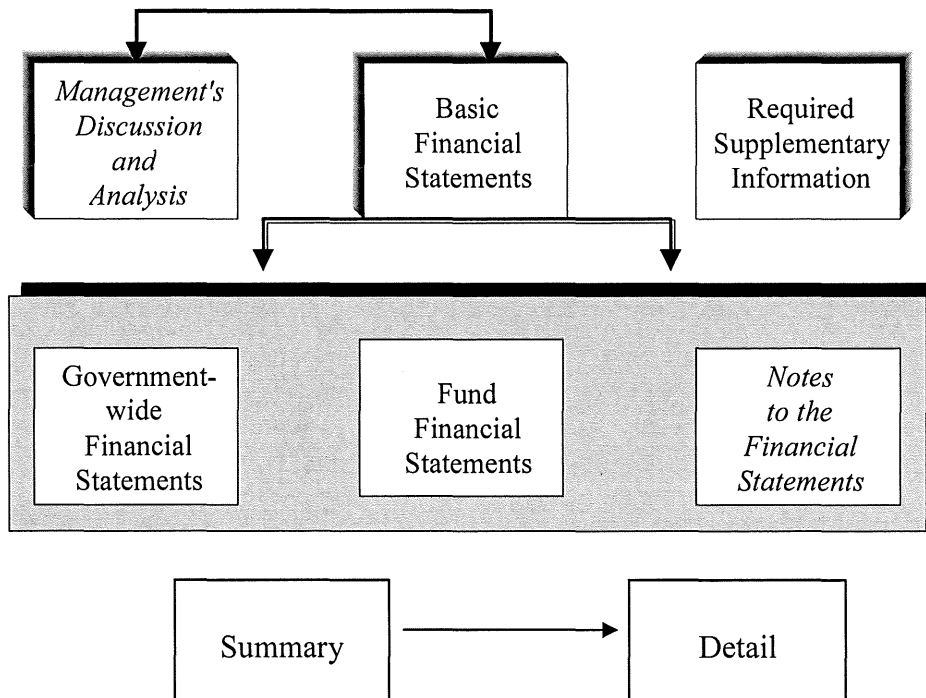 Management's
Discussion
and
Analysis
Basic
Financial
Statements
Required
Supplementary
Information
Government-
wide
Financial
Statements
Fund
Financial
Statements
Notes
to the
Financial
Statements
Summary
Detail